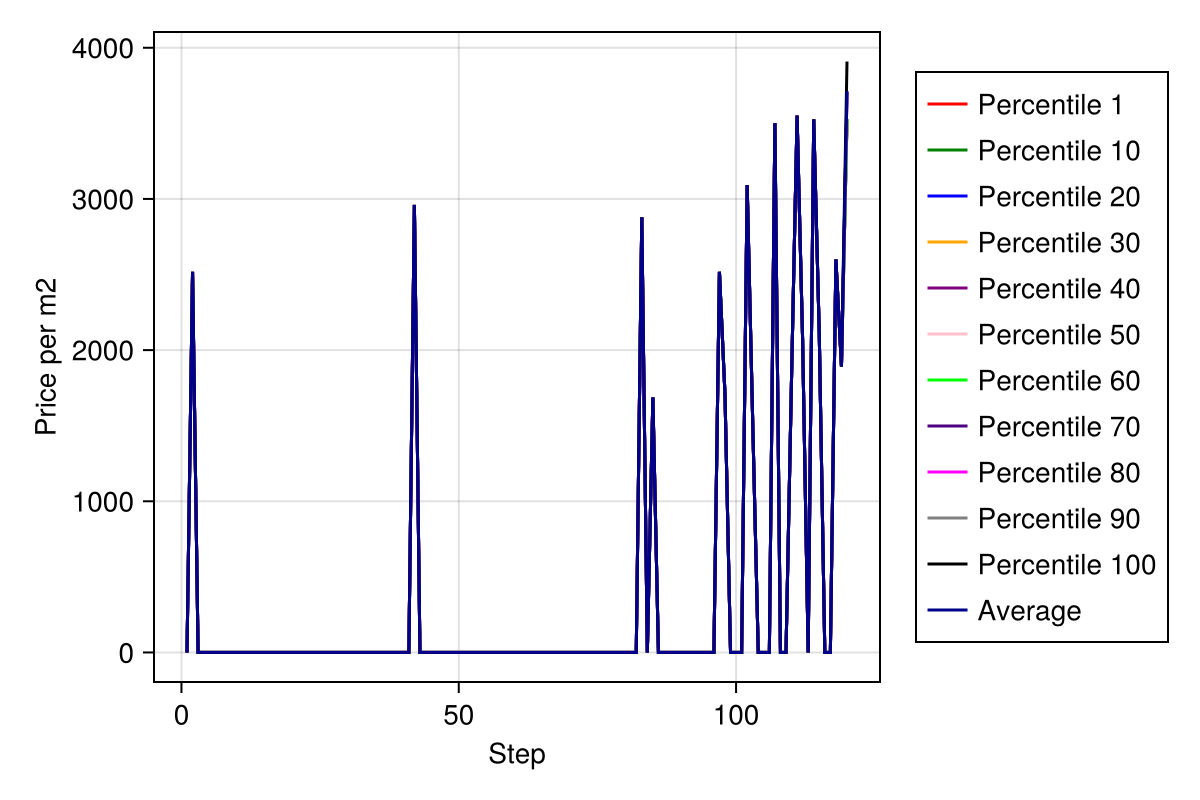 4000
3000
2000
1000
0
Price per m2
0 50 100
Step
Percentile 1
Percentile 10
Percentile 20
Percentile 30
Percentile 40
Percentile 50
Percentile 60
Percentile 70
Percentile 80
Percentile 90
Percentile 100
Average